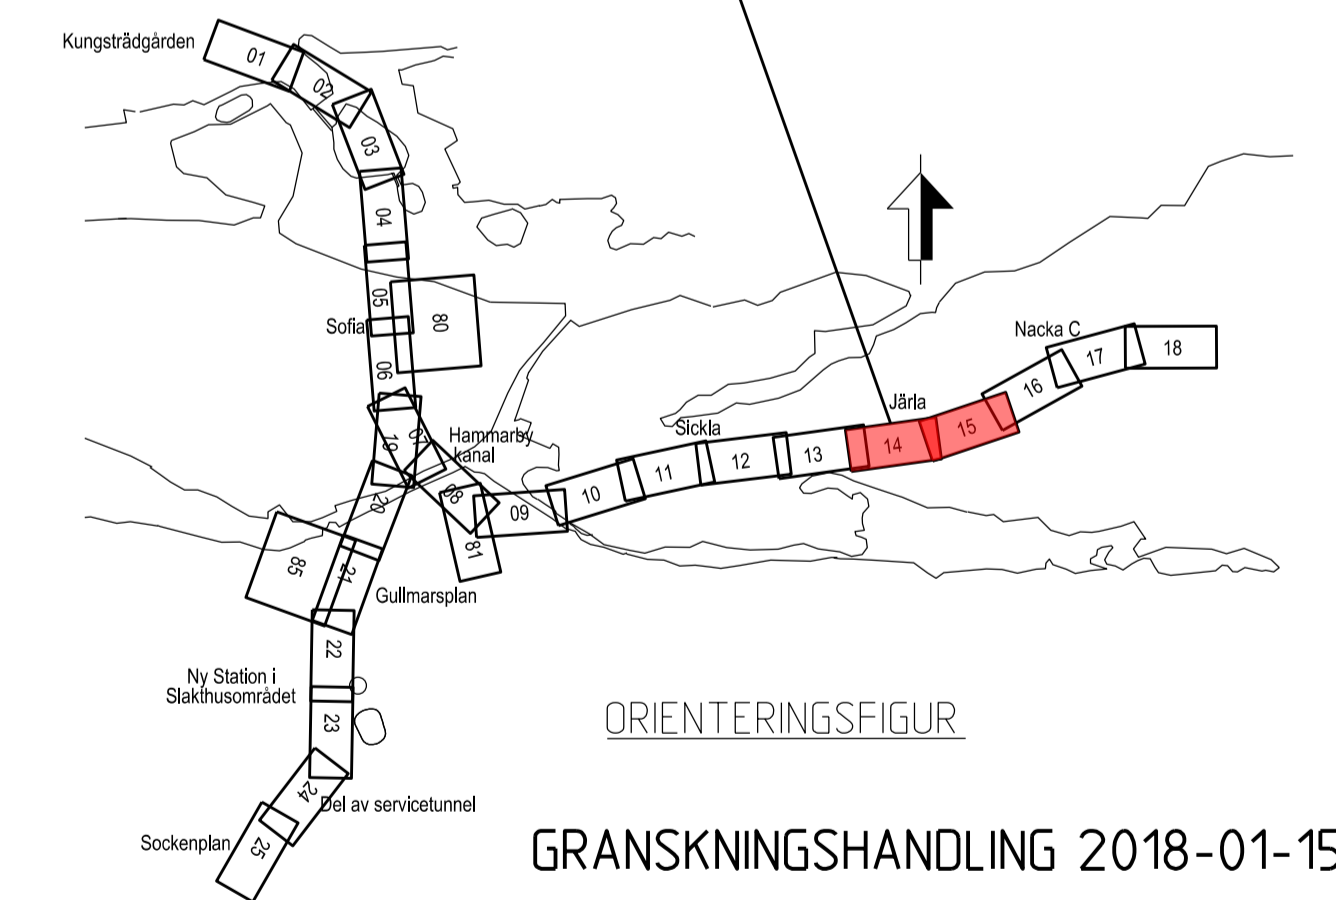 Kungsträdgården
01
02
03
04
05
80
Sofia
06
07
19
Hammarby
kanal
08
20
81
09
10
11
Sickla
12
13
Järla
14
15
16
Nacka C
17
18
85
21
Gullmarsplan
22
Ny Station i
Slakthusområdet
23
24
Del av servicetunnel
Sockenplan
25
ORIENTERINGSFIGUR
GRANSKNINGSHANDLING 2018-01-15